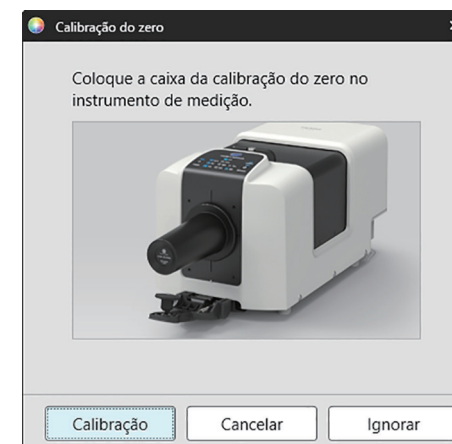 Calibração do zero
Coloque a caixa da calibração do zero no
instrumento de medição.
Calibração
Cancelar
Ignorar